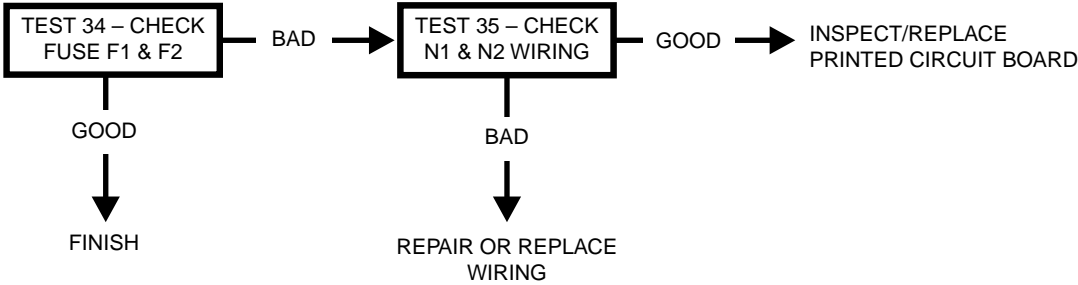 TEST 34 – CHECK
FUSE F1 & F2
BAD
TEST 35 – CHECK
N1 & N2 WIRING
GOOD
INSPECT/REPLACE
PRINTED CIRCUIT BOARD
GOOD
BAD
FINISH
REPAIR OR REPLACE
WIRING